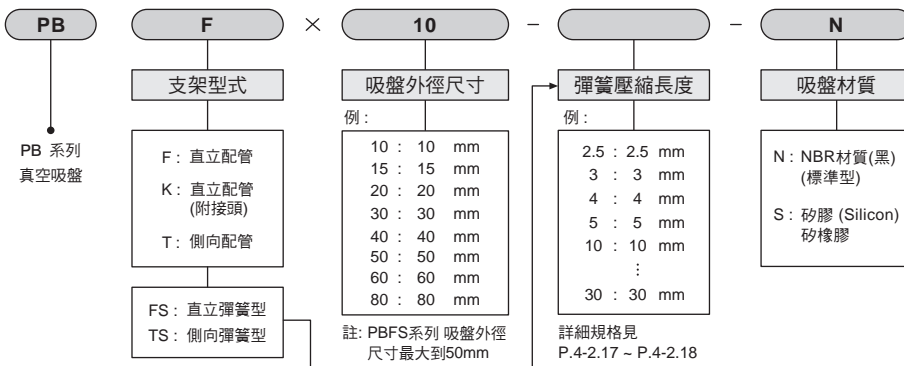 PB F × 10 - - N
PB 系列
真空吸盤
支架型式
F : 直立配管
K : 直立配管
(附接頭)
T : 側向配管
FS : 直立彈簧型
TS : 側向彈簧型
吸盤外徑尺寸
例 :
10 : 10 mm
15 : 15 mm
20 : 20 mm
30 : 30 mm
40 : 40 mm
50 : 50 mm
60 : 60 mm
80 : 80 mm
註: PBFS系列 吸盤外徑
尺寸最大到50mm
彈簧壓縮長度
例 :
2.5 : 2.5 mm
3 : 3 mm
4 : 4 mm
5 : 5 mm
10 : 10 mm
⋮
30 : 30 mm
詳細規格見
P.4-2.17 ~ P.4-2.18
吸盤材質
N : NBR材質(黑)
(標準型)
S : 矽膠 (Silicon)
矽橡膠